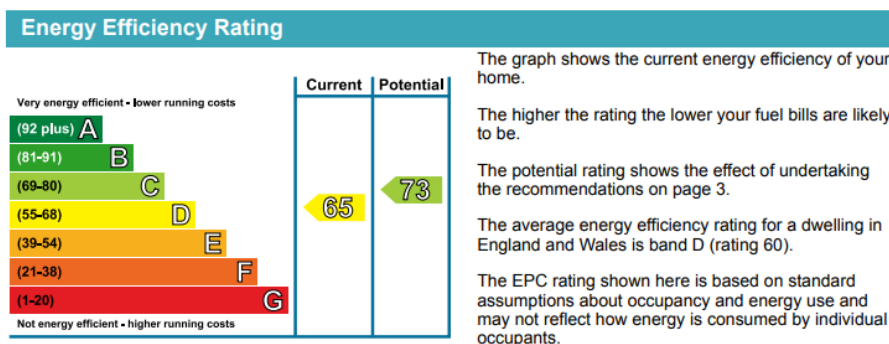 Energy Efficiency Rating
Current
Potential
Very energy efficient - lower running costs
(92 plus) A
(81-91) B
(69-80) C
(55-68) D
(39-54) E
(21-38) F
(1-20) G
65
73
Not energy efficient - higher running costs
The graph shows the current energy efficiency of your
home.
The higher the rating the lower your fuel bills are likely
to be.
The potential rating shows the effect of undertaking
the recommendations on page 3.
The average energy efficiency rating for a dwelling in
England and Wales is band D (rating 60).
The EPC rating shown here is based on standard
assumptions about occupancy and energy use and
may not reflect how energy is consumed by individual
occupants.